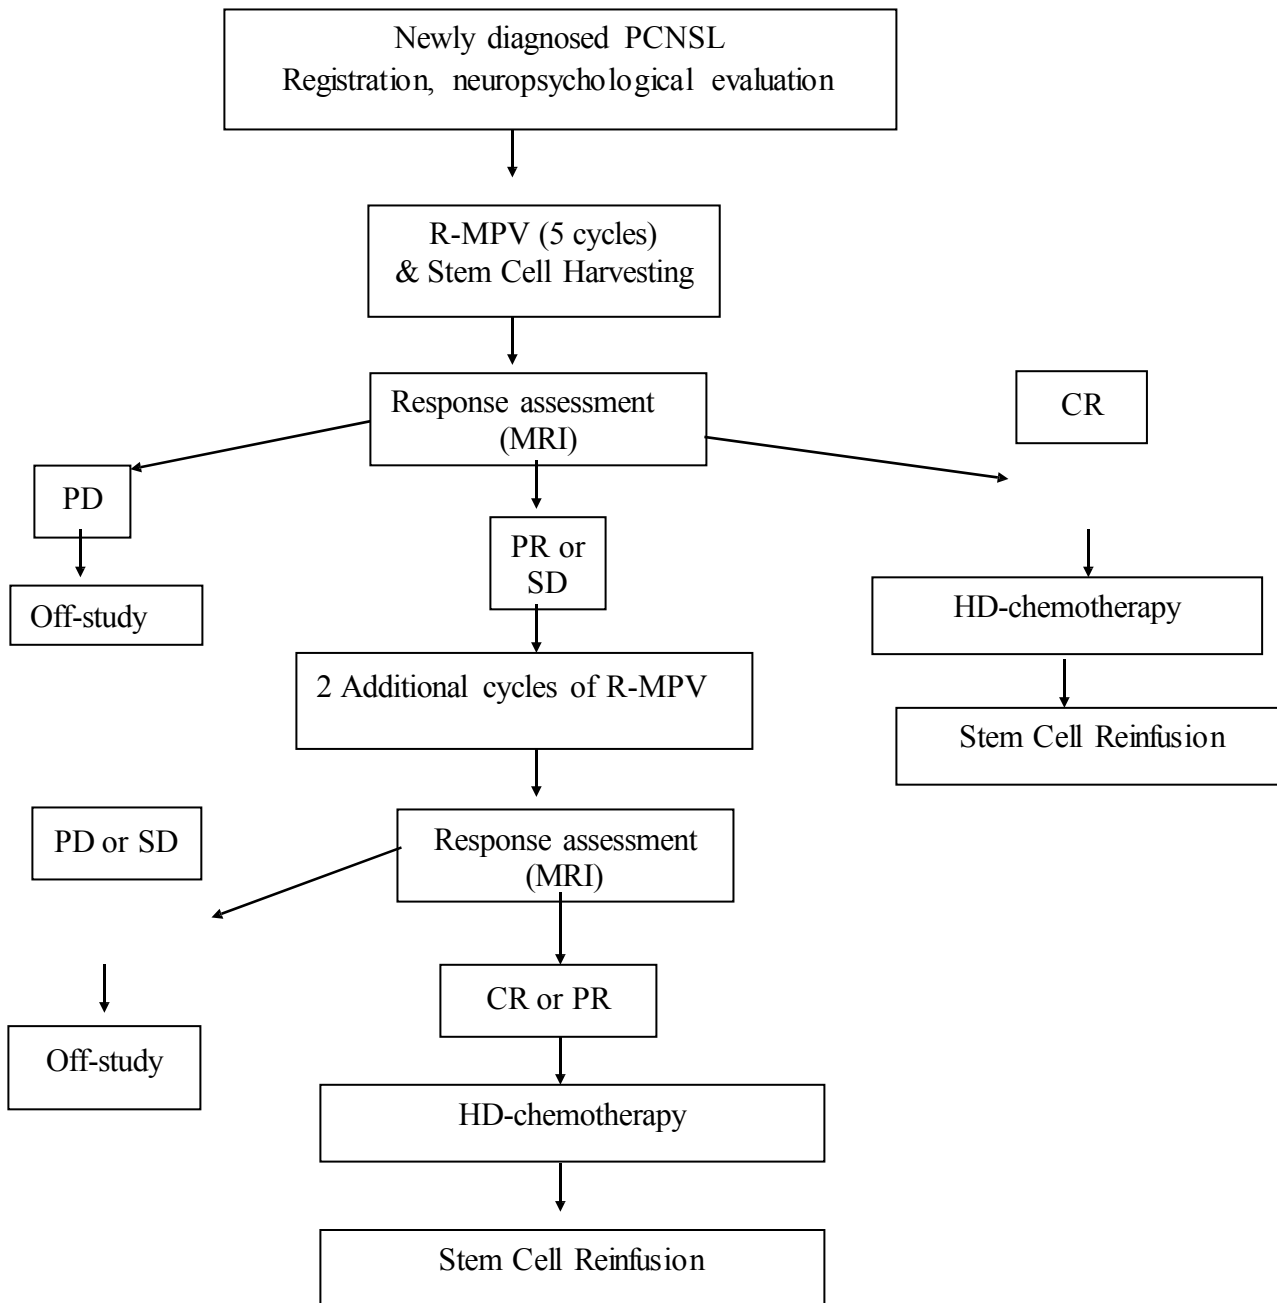 Newly diagnosed PCNSL
Registration, neuropsychological evaluation
R-MPV (5 cycles)
& Stem Cell Harvesting
Response assessment
(MRI)
CR
PD
PR or
SD
Off-study
HD-chemotherapy
2 Additional cycles of R-MPV
Stem Cell Reinfusion
PD or SD
Response assessment
(MRI)
CR or PR
Off-study
HD-chemotherapy
Stem Cell Reinfusion